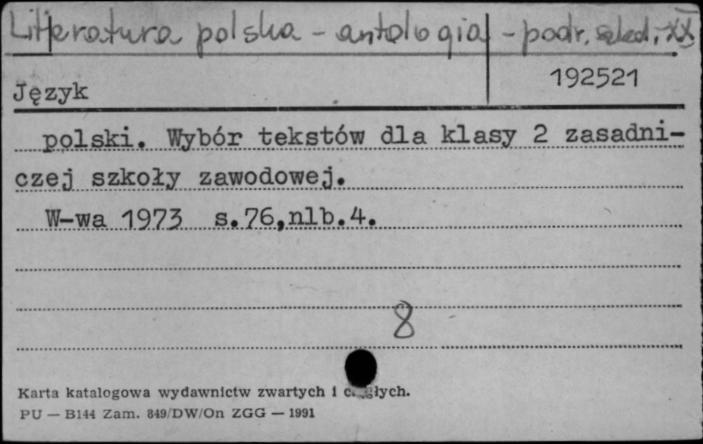 Literatura polska - antologia - podr. szkol. XX
192521
Język
polski. Wybór tekstów dla klasy 2 zasadni-
czej szkoły zawodowej.
W-wa 1973 s.76,nlb.4.
8
Karta katalogowa wydawnictw zwartych i
PU — B144 Zam. 849/DW/On ZGG — 1991